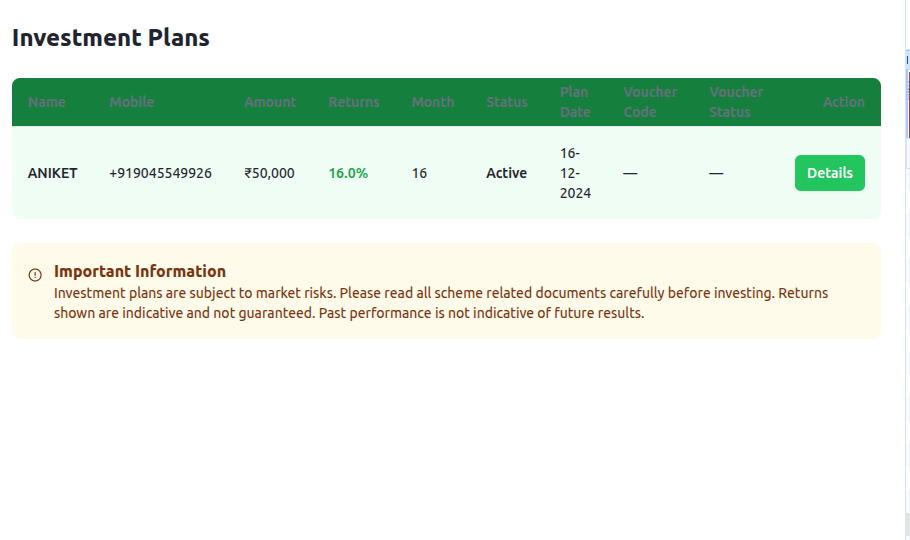 Investment Plans
Name Mobile Amount Returns Month Status Plan Date Voucher Code Voucher Status Action
ANIKET +919045549926 ₹50,000 16.0% 16 Active 16-12-2024 — — Details
Important Information
Investment plans are subject to market risks. Please read all scheme related documents carefully before investing. Returns
shown are indicative and not guaranteed. Past performance is not indicative of future results.